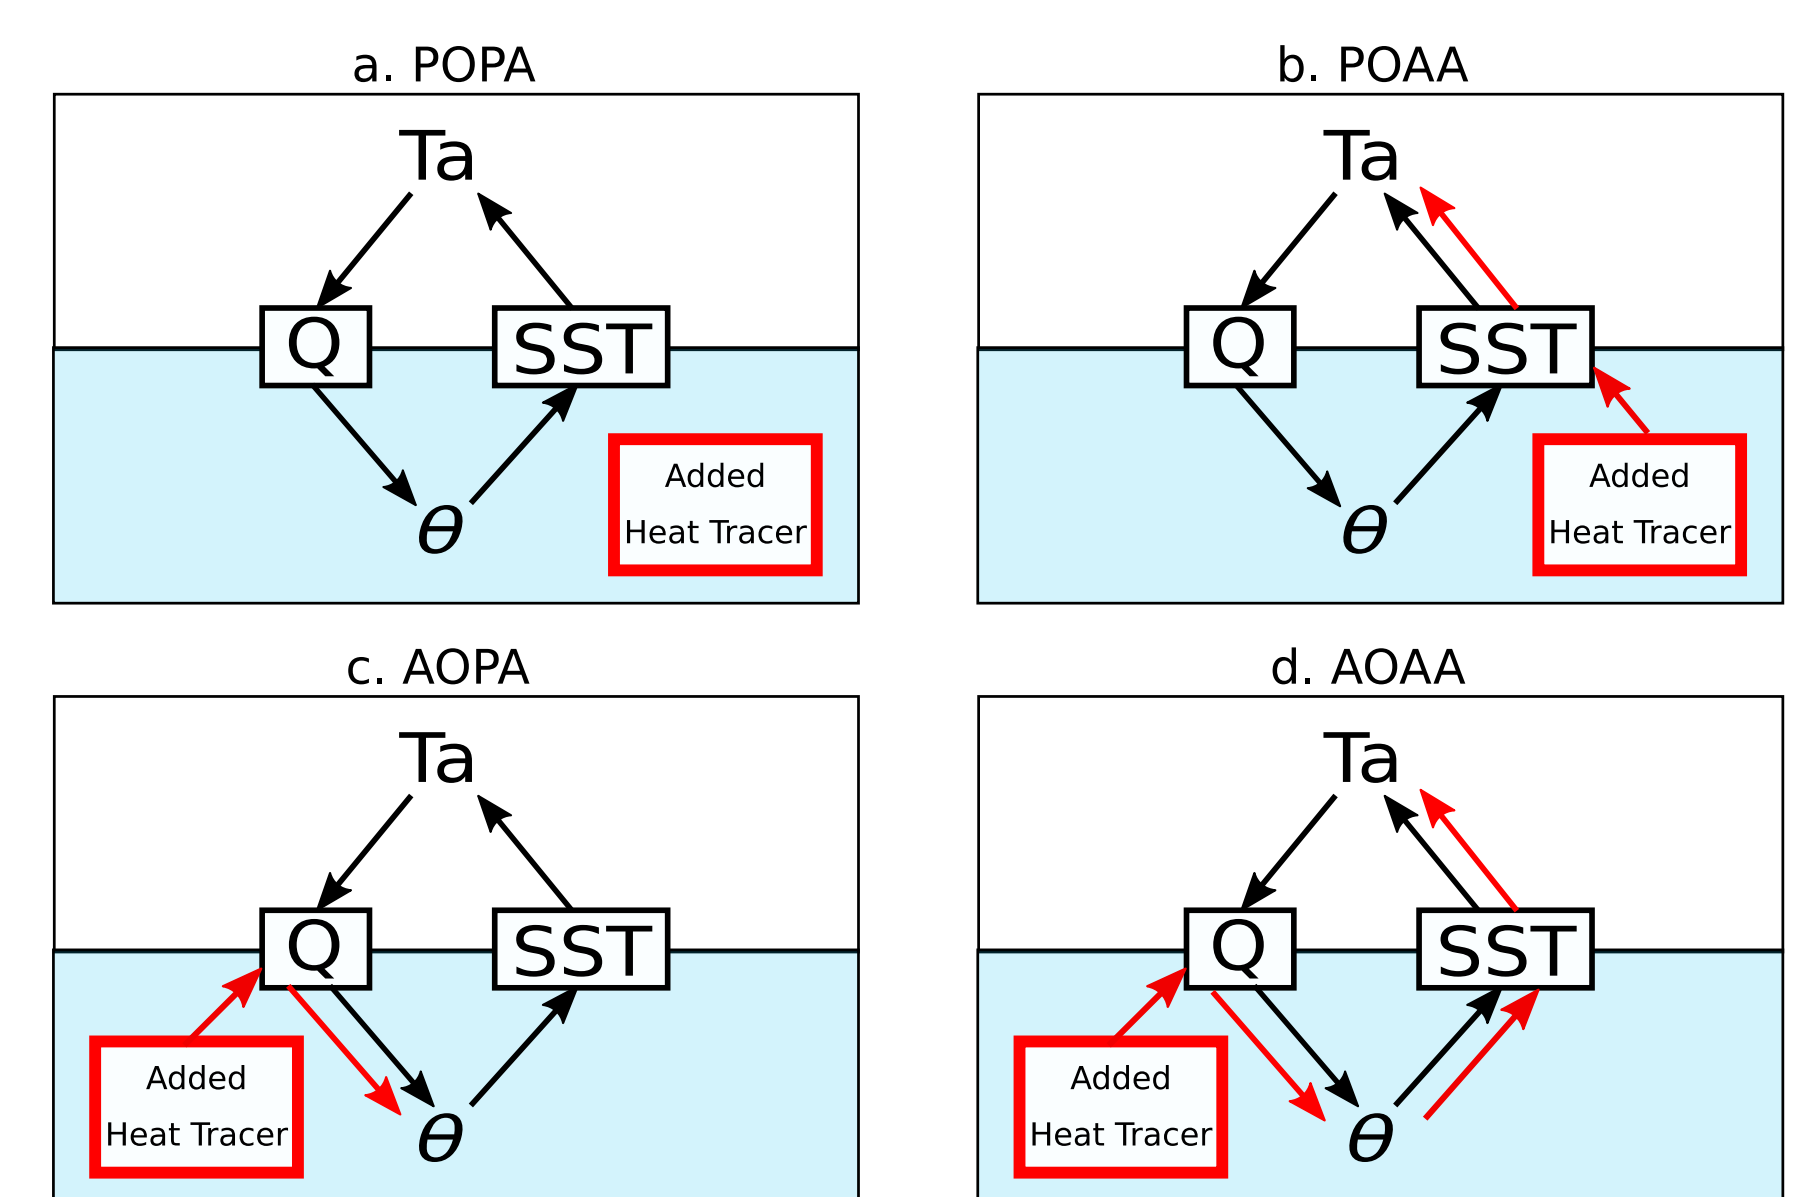 a. POPA
Ta
Q
SST
θ
Added
Heat Tracer
b. POAA
Ta
Q
SST
θ
Added
Heat Tracer
c. AOPA
Ta
Q
SST
θ
Added
Heat Tracer
d. AOAA
Ta
Q
SST
θ
Added
Heat Tracer